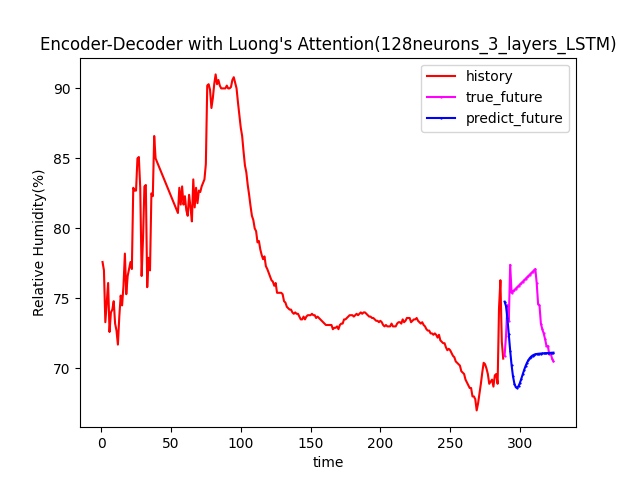 Encoder-Decoder with Luong's Attention(128neurons_3_layers_LSTM)
history
true_future
predict_future
Relative Humidity(%)
90
85
80
75
70
0 50 100 150 200 250 300
time